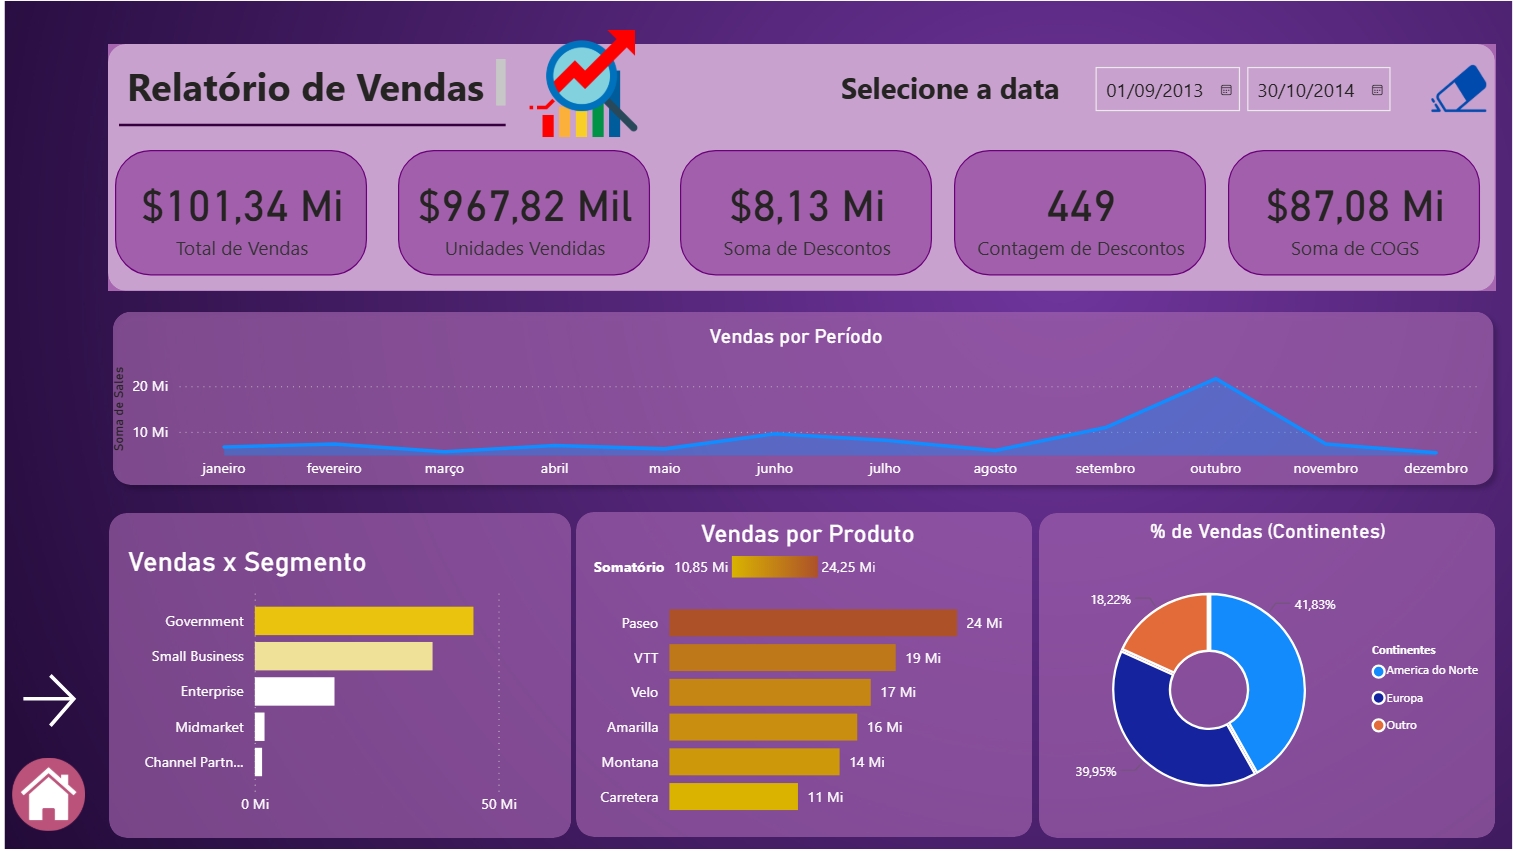 Relatório de Vendas
Selecione a data
01/09/2013
30/10/2014
$101,34 Mi
Total de Vendas
$967,82 Mil
Unidades Vendidas
$8,13 Mi
Soma de Descontos
449
Contagem de Descontos
$87,08 Mi
Soma de COGS
Vendas por Período
Soma de Sales
20 Mi
10 Mi
janeiro fevereiro março abril maio junho julho agosto setembro outubro novembro dezembro
Vendas x Segmento
Government
Small Business
Enterprise
Midmarket
Channel Partn...
0 Mi 50 Mi
Vendas por Produto
Somatório 10,85 Mi 24,25 Mi
Paseo 24 Mi
VTT 19 Mi
Velo 17 Mi
Amarilla 16 Mi
Montana 14 Mi
Carretera 11 Mi
% de Vendas (Continentes)
18,22%
41,83%
39,95%
Continentes
America do Norte
Europa
Outro